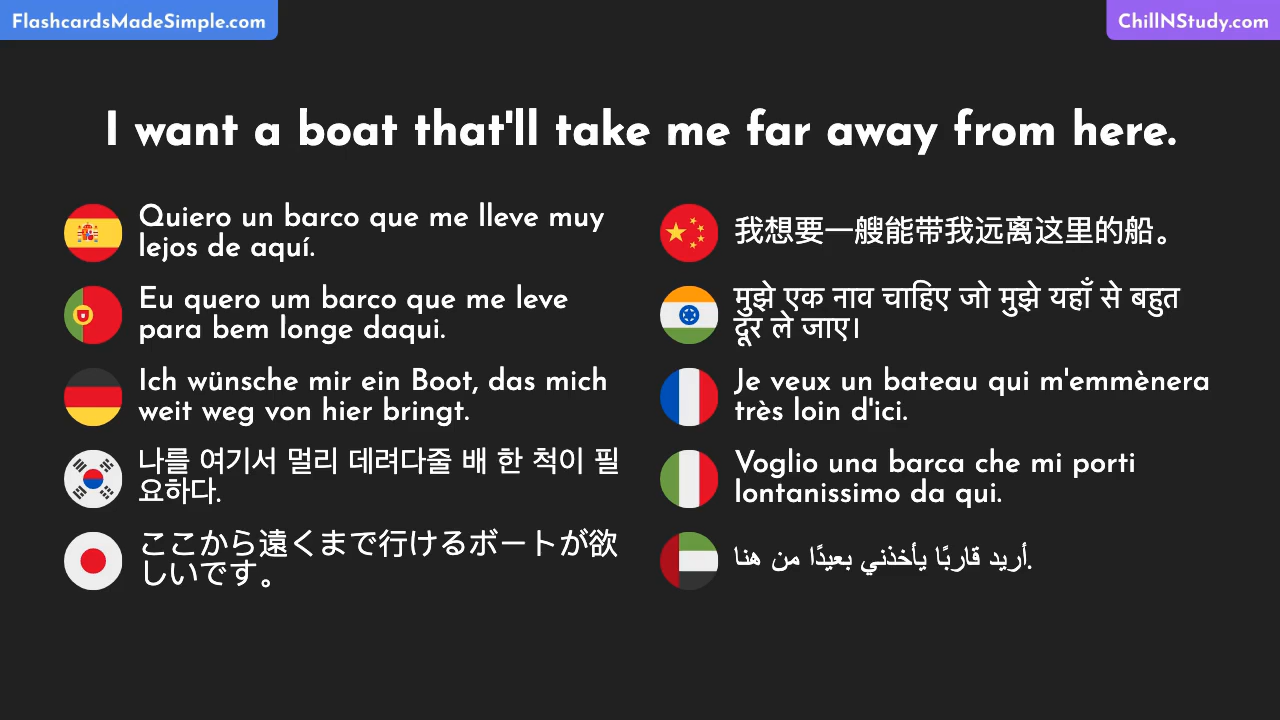 FlashcardsMadeSimple.com
ChillNStudy.com
I want a boat that'll take me far away from here.
Quiero un barco que me lleve muy
lejos de aquí.
Eu quero um barco que me leve
para bem longe daqui.
Ich wünsche mir ein Boot, das mich
weit weg von hier bringt.
나를 여기서 멀리 데려다줄 배 한 척이 필
요하다.
ここから遠くまで行けるボートが欲
しいです。
我想要一艘能带我远离这里的船。
मुझे एक नाव चाहिए जो मुझे यहाँ से बहुत
दूर ले जाए।
Je veux un bateau qui m'emmènera
très loin d'ici.
Voglio una barca che mi porti
lontanissimo da qui.
أريد قاربًا يأخذني بعيدًا من هنا.